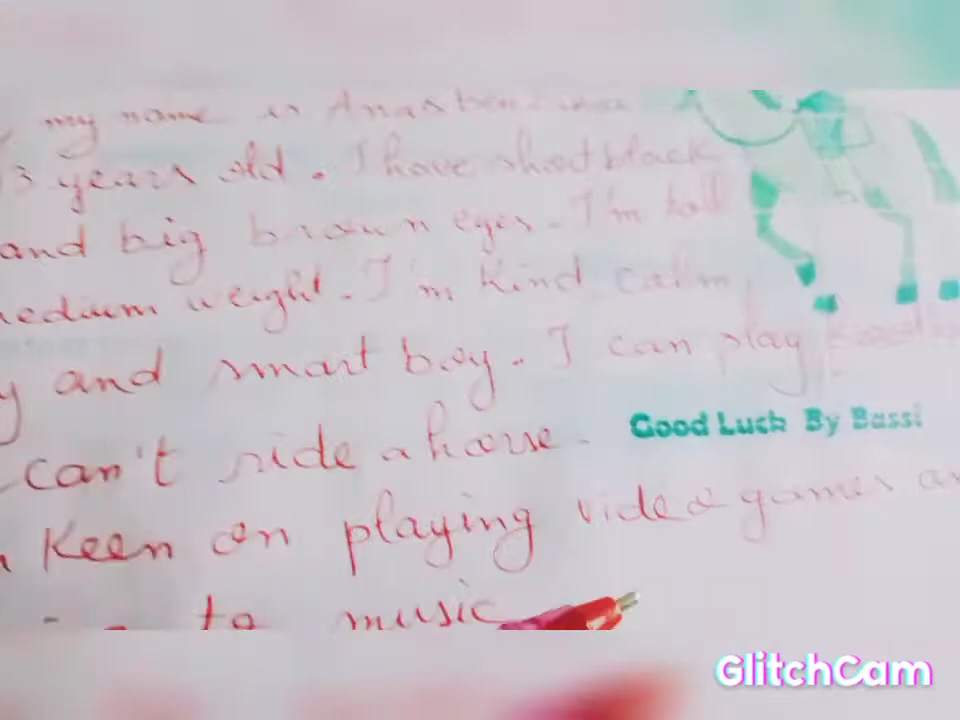 my name is
3 years old. I have short black
and big brown eyes. I'm tall
medium weight. I'm kind calm
y and smart boy. I can play
can't ride a horse.
Good Luck By Bassi
keen on playing video games an
to music
GlitchCam